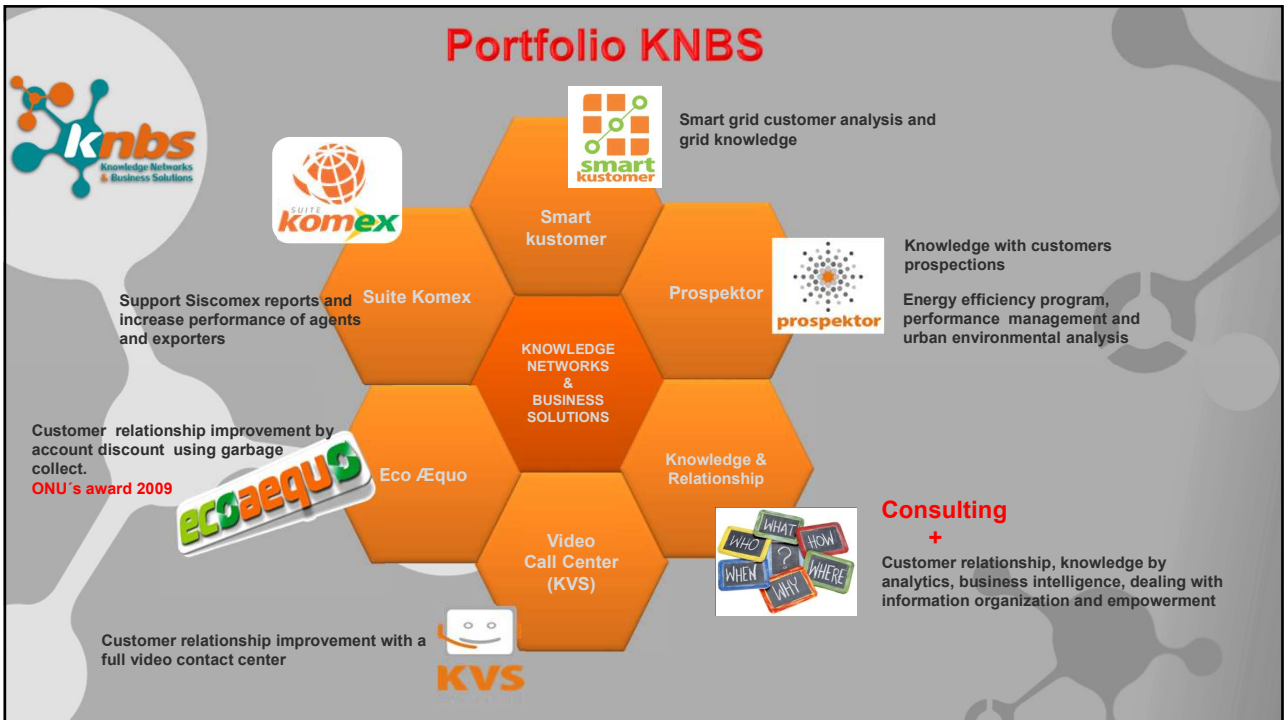 Portfolio KNBS
knbs
Knowledge Networks
& Business Solutions
smart
kustomer
Smart grid customer analysis and
grid knowledge
SUITE
komex
Smart
kustomer
Suite Komex
Support Siscomex reports and
increase performance of agents
and exporters
Prospektor
prospektor
Knowledge with customers
prospections
Energy efficiency program,
performance management and
urban environmental analysis
KNOWLEDGE
NETWORKS
&
BUSINESS
SOLUTIONS
Customer relationship improvement by
account discount using garbage
collect.
ONU´s award 2009
ecoaequs
Eco Æquo
Knowledge &
Relationship
WHAT
WHO
HOW
?
WHEN
WHERE
WHY
Consulting
+
Customer relationship, knowledge by
analytics, business intelligence, dealing with
information organization and empowerment
Video
Call Center
(KVS)
Customer relationship improvement with a
full video contact center
KVS